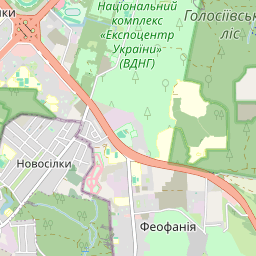 Національний
комплекс
«Експоцентр
України»
(ВДНГ)
Голосіївськ
ліс
Новосілки
Феофанія